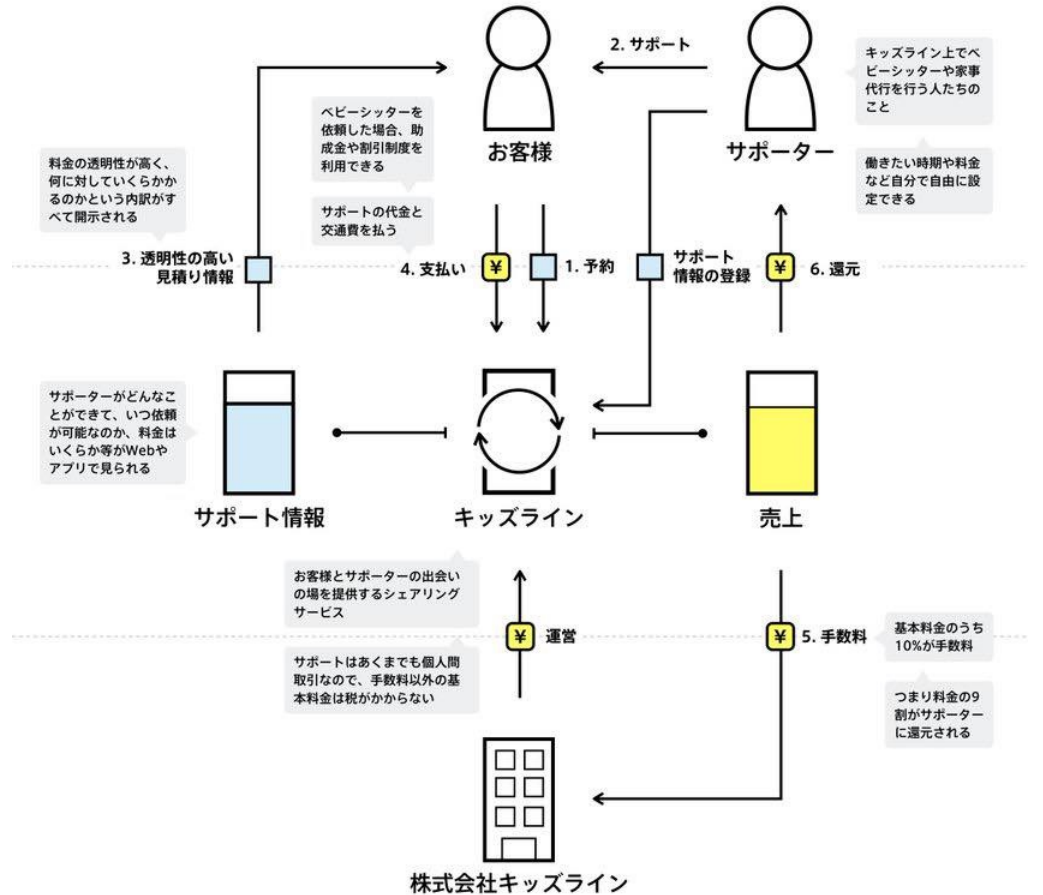 2. サポート
キッズライン上でベ
ビーシッターや家事
代行を行う人たちの
こと
ベビーシッターを
依頼した場合、助
成金や割引制度を
利用できる
お客様
サポーター
料金の透明性が高く、
何に対していくらかか
るのかという内訳がす
べて開示される
働きたい時期や料金
など自分で自由に設
定できる
サポートの代金と
交通費を払う
3. 透明性の高い
見積り情報
4. 支払い
¥
1. 予約
サポート
情報の登録
¥
6. 還元
サポーターがどんなこ
とができて、いつ依頼
が可能なのか、料金は
いくらか等がWebや
アプリで見られる
サポート情報
キッズライン
売上
お客様とサポーターの出会い
の場を提供するシェアリング
サービス
¥
運営
¥
5. 手数料
基本料金のうち
10%が手数料
サポートはあくまでも個人間
取引なので、手数料以外の基
本料金は税がかからない
つまり料金の9
割がサポーター
に還元される
株式会社キッズライン